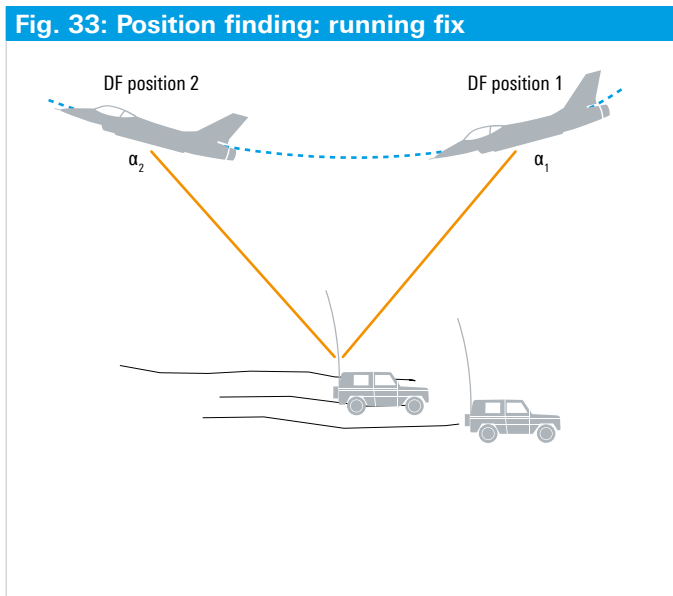 Fig. 33: Position finding: running fix
DF position 2
DF position 1
α₂
α₁